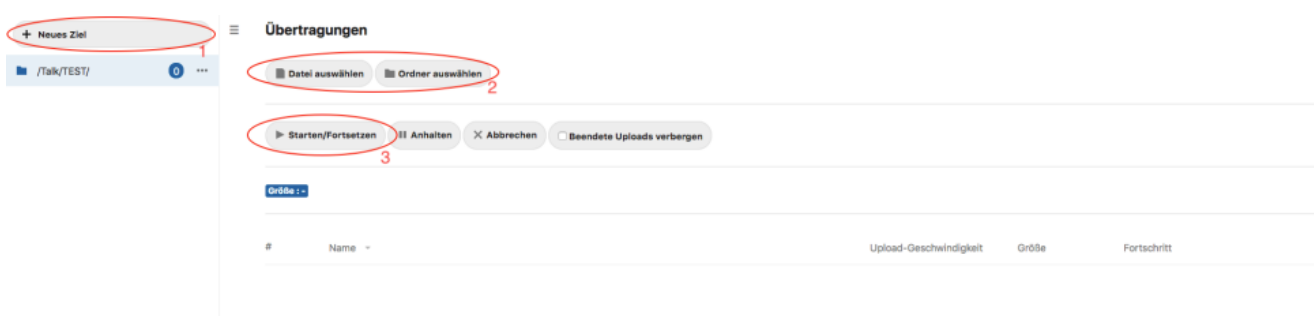 + Neues Ziel
1
/Talk/TEST/ 0 ...
Übertragungen
Datei auswählen Ordner auswählen
2
Starten/Fortsetzen Anhalten Abbrechen Beendete Uploads verbergen
3
Größe : -
# Name Upload-Geschwindigkeit Größe Fortschritt